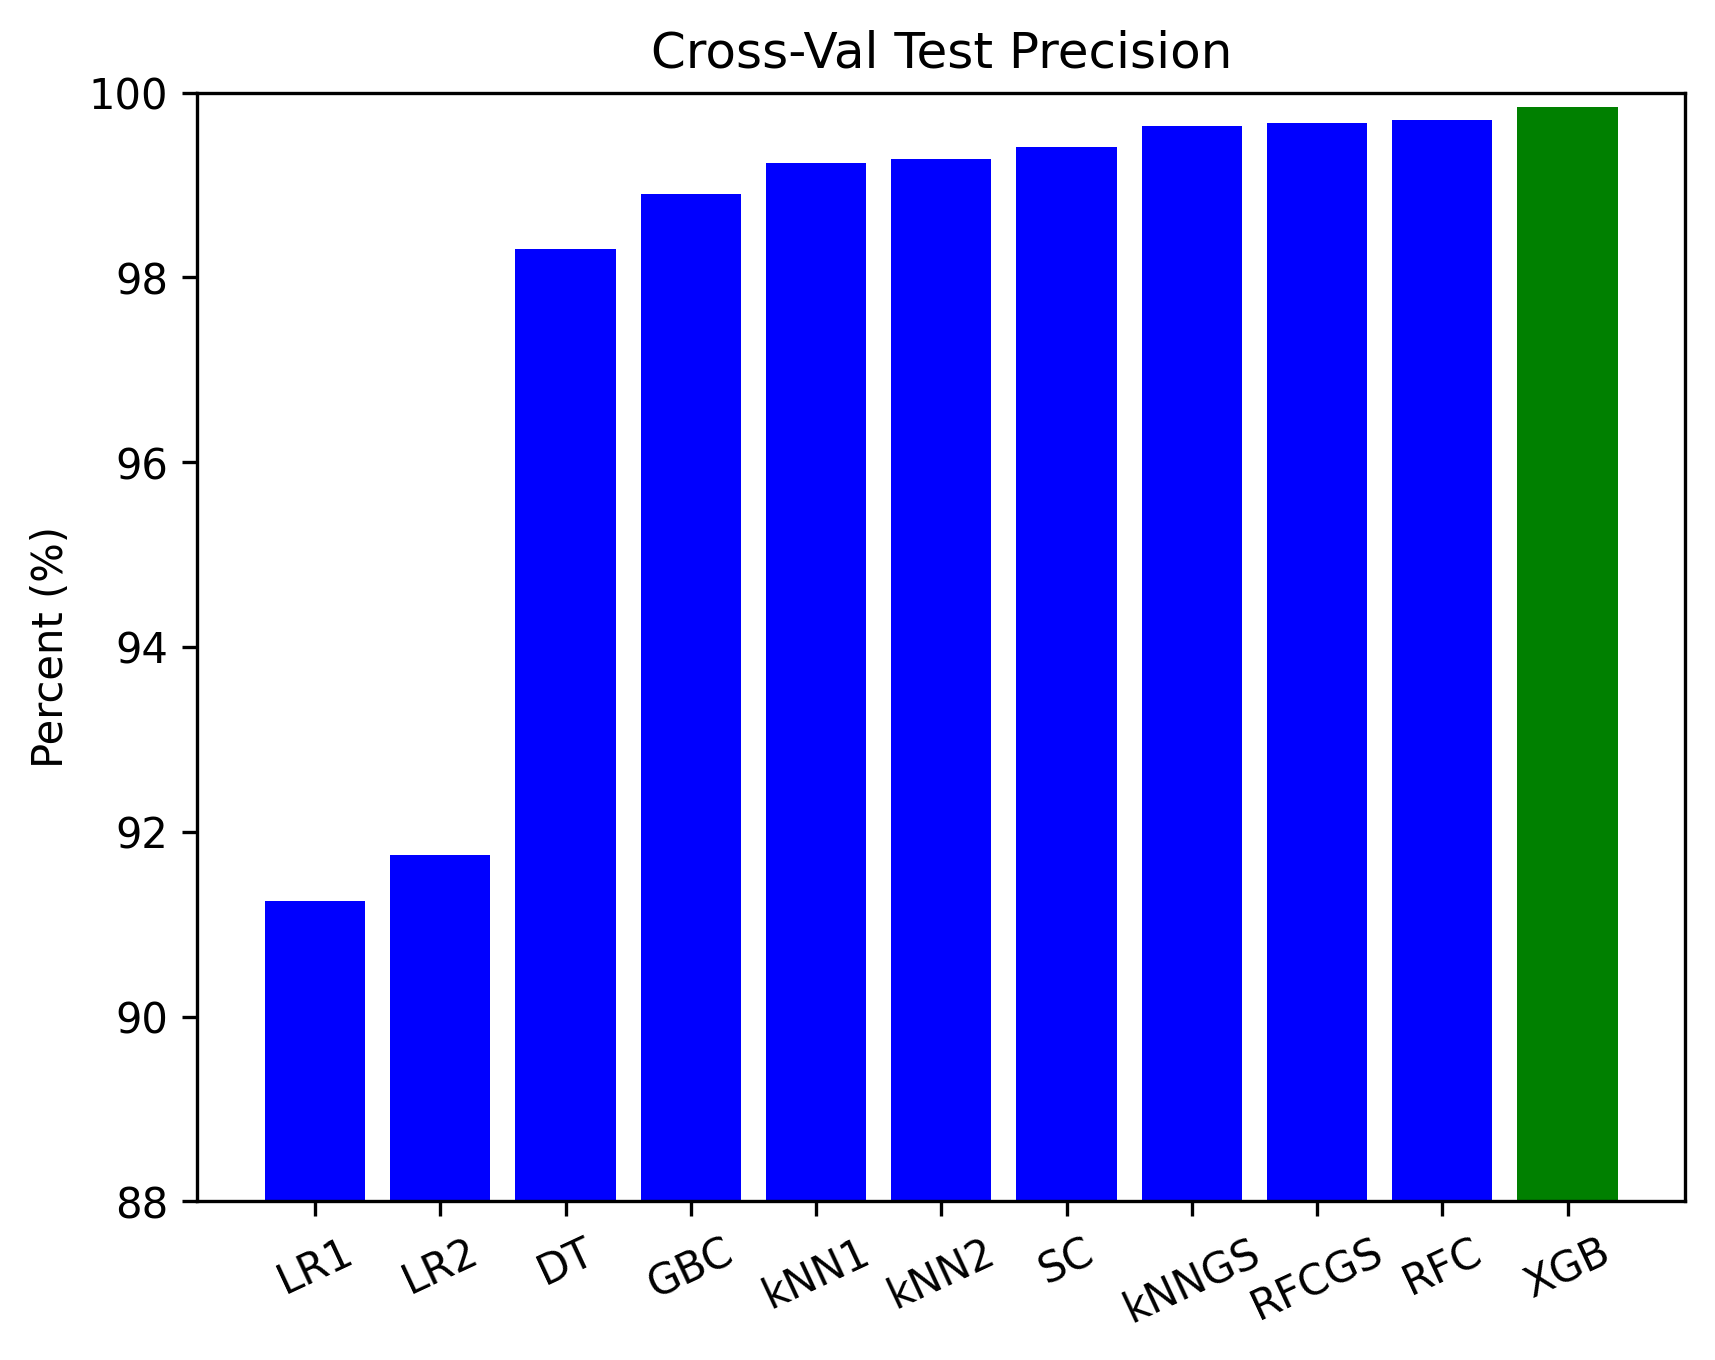 Cross-Val Test Precision
Percent (%)
100
98
96
94
92
90
88
LR1
LR2
DT
GBC
kNN1
kNN2
SC
kNNGS
RFCGS
RFC
XGB